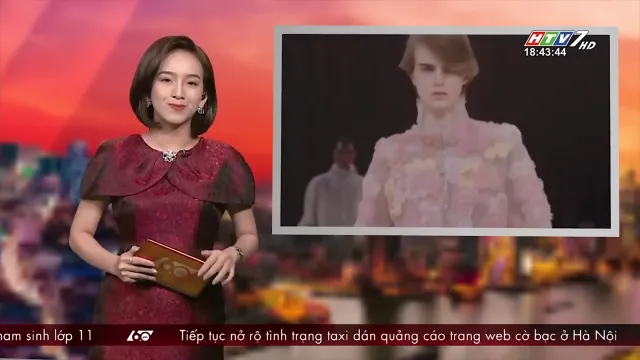 HTV7 HD
18:43:44
nam sinh lớp 11 60 Tiếp tục nở rộ tình trạng taxi dán quảng cáo trang web cờ bạc ở Hà Nội